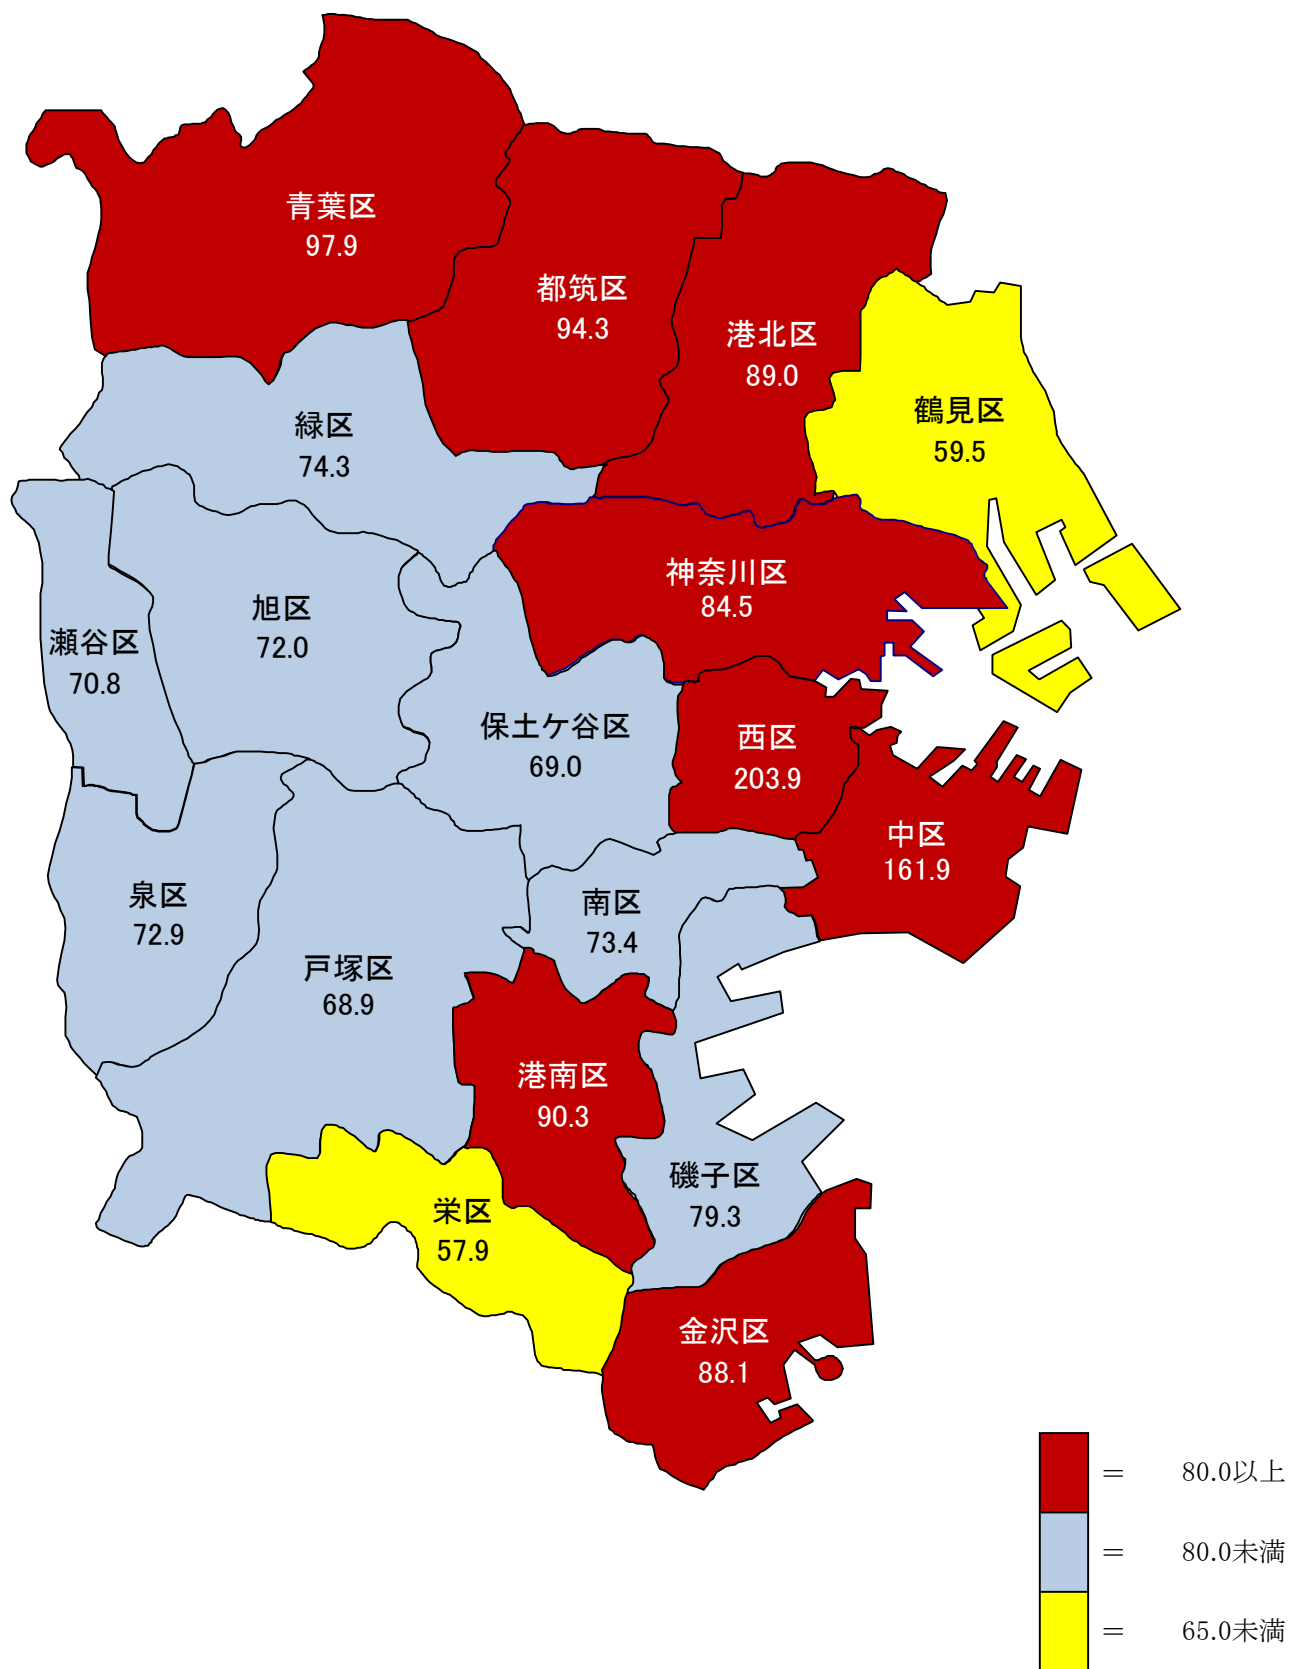 青葉区
97.9
都筑区
94.3
港北区
89.0
鶴見区
59.5
緑区
74.3
神奈川区
84.5
旭区
72.0
瀬谷区
70.8
保土ケ谷区
69.0
西区
203.9
中区
161.9
泉区
72.9
南区
73.4
戸塚区
68.9
港南区
90.3
磯子区
79.3
栄区
57.9
金沢区
88.1
＝ 80.0以上
＝ 80.0未満
＝ 65.0未満